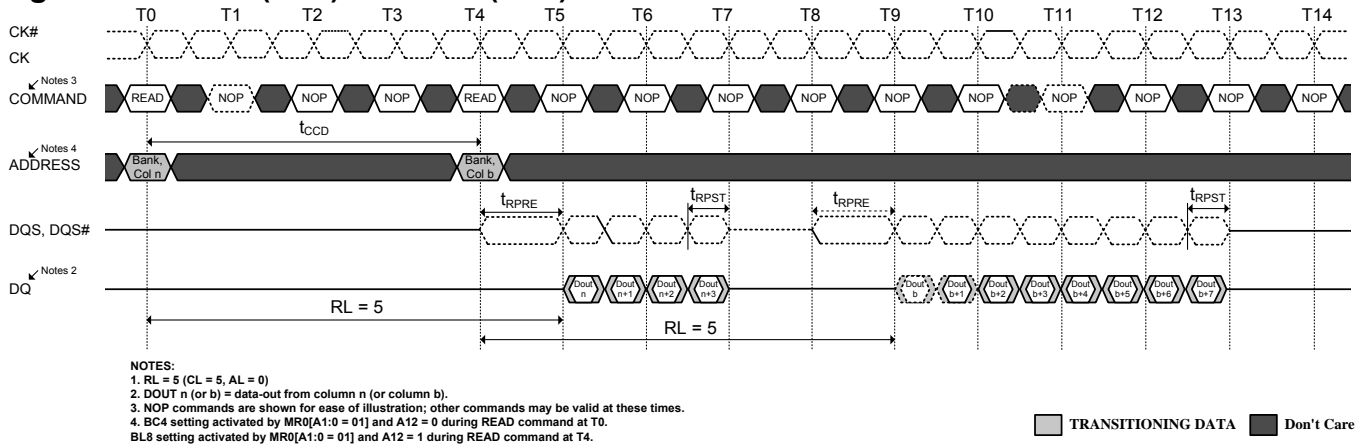 T0 T1 T2 T3 T4 T5 T6 T7 T8 T9 T10 T11 T12 T13 T14
CK#
CK
Notes 3
COMMAND READ NOP NOP NOP READ NOP NOP NOP NOP NOP NOP NOP NOP NOP NOP
tCCD
Notes 4
ADDRESS
Bank, Col n
Bank, Col b
tRPRE tRPST tRPRE tRPST
DQS, DQS#
Notes 2
DQ
Dout n
Dout n+1
Dout n+2
Dout n+3
Dout b
Dout b+1
Dout b+2
Dout b+3
Dout b+4
Dout b+5
Dout b+6
Dout b+7
RL = 5
RL = 5
NOTES:
1. RL = 5 (CL = 5, AL = 0)
2. DOUT n (or b) = data-out from column n (or column b).
3. NOP commands are shown for ease of illustration; other commands may be valid at these times.
4. BC4 setting activated by MR0[A1:0 = 01] and A12 = 0 during READ command at T0.
BL8 setting activated by MR0[A1:0 = 01] and A12 = 1 during READ command at T4.
TRANSITIONING DATA Don't Care